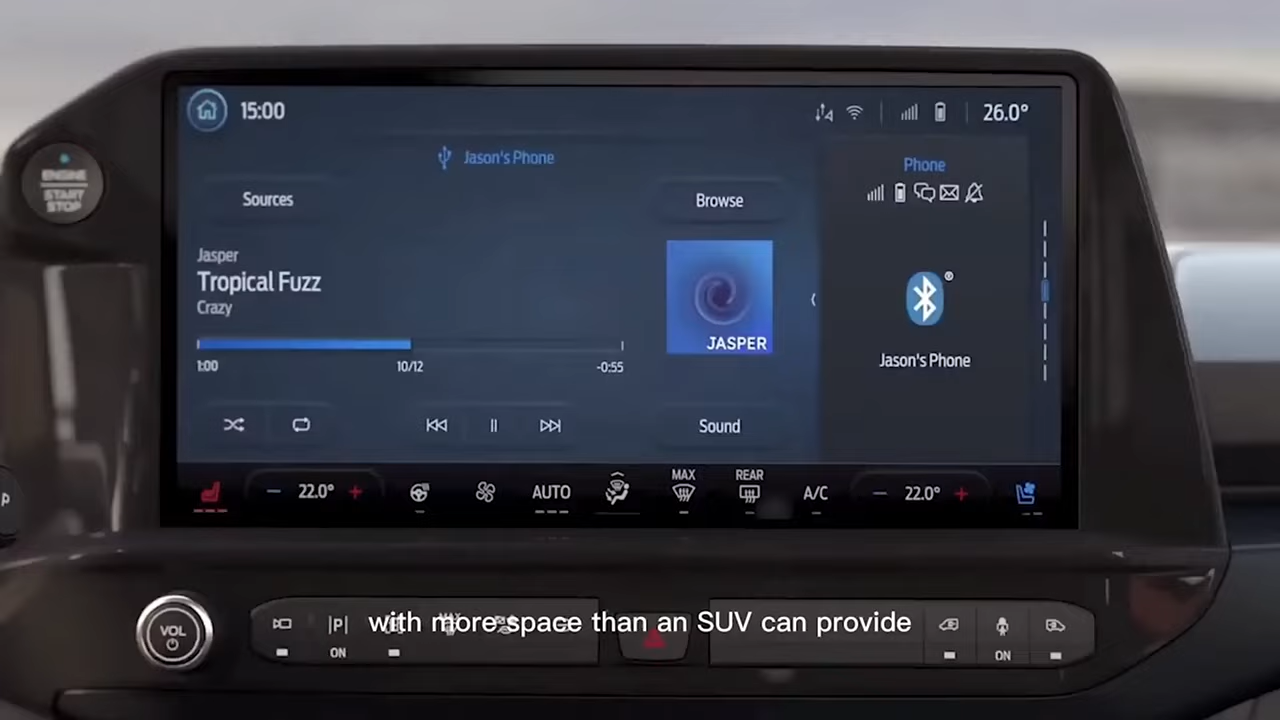 15:00
26.0°
Jason's Phone
Phone
ENGINE
START
STOP
Sources
Browse
Jasper
Tropical Fuzz
Crazy
JASPER
1:00
10/12
-0:55
Jason's Phone
Sound
22.0°
AUTO
MAX
REAR
A/C
22.0°
P
VOL
P
with more space than an SUV can provide
ON
ON